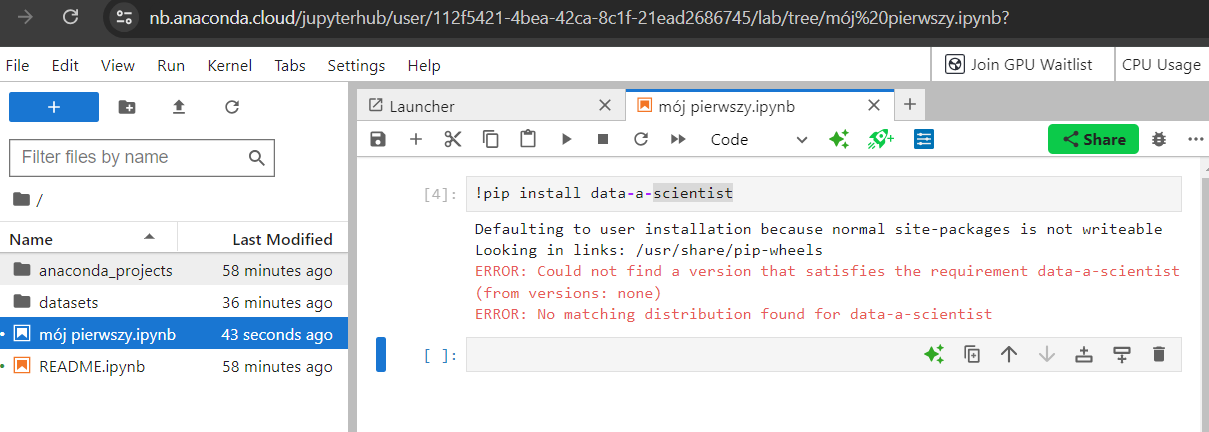 nb.anaconda.cloud/jupyterhub/user/112f5421-4bea-42ca-8c1f-21ead2686745/lab/tree/mój%20pierwszy.ipynb?
File Edit View Run Kernel Tabs Settings Help
Join GPU Waitlist
CPU Usage
Filter files by name
/
Name Last Modified
anaconda_projects 58 minutes ago
datasets 36 minutes ago
mój pierwszy.ipynb 43 seconds ago
README.ipynb 58 minutes ago
Launcher
mój pierwszy.ipynb
Code
Share
[4]: !pip install data-a-scientist
Defaulting to user installation because normal site-packages is not writeable
Looking in links: /usr/share/pip-wheels
ERROR: Could not find a version that satisfies the requirement data-a-scientist
(from versions: none)
ERROR: No matching distribution found for data-a-scientist
[ ]: